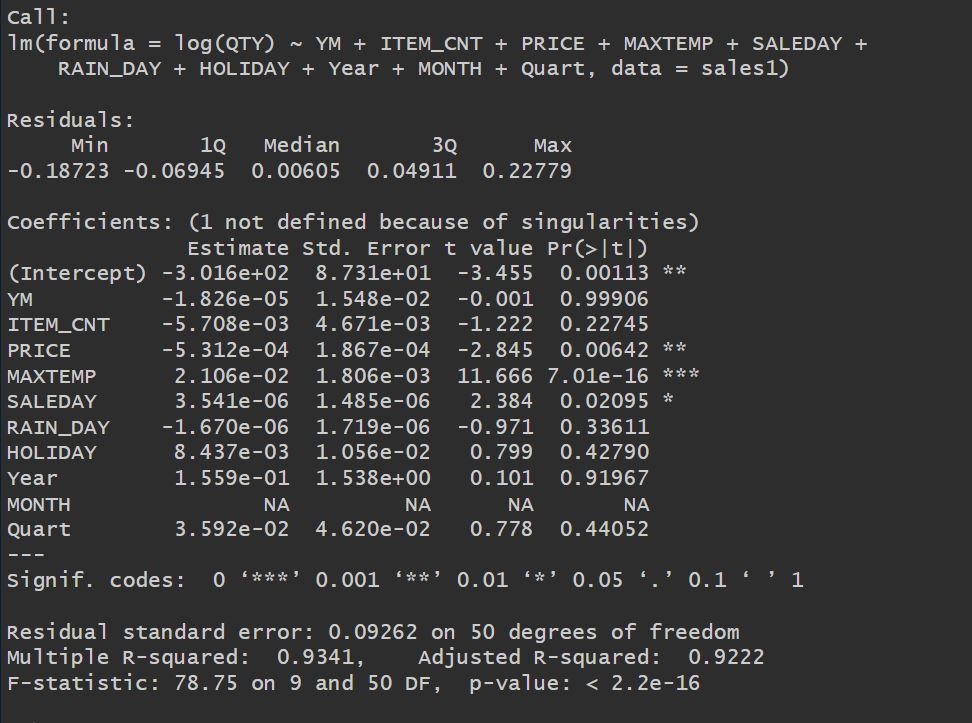 Call:
lm(formula = log(QTY) ~ YM + ITEM_CNT + PRICE + MAXTEMP + SALEDAY +
    RAIN_DAY + HOLIDAY + Year + MONTH + Quart, data = sales1)

Residuals:
     Min       1Q   Median       3Q      Max
-0.18723 -0.06945  0.00605  0.04911  0.22779

Coefficients: (1 not defined because of singularities)
              Estimate Std. Error t value Pr(>|t|)
(Intercept) -3.016e+02  8.731e+01  -3.455  0.00113 **
YM          -1.826e-05  1.548e-02  -0.001  0.99906
ITEM_CNT    -5.708e-03  4.671e-03  -1.222  0.22745
PRICE       -5.312e-04  1.867e-04  -2.845  0.00642 **
MAXTEMP      2.106e-02  1.806e-03  11.666 7.01e-16 ***
SALEDAY      3.541e-06  1.485e-06   2.384  0.02095 *
RAIN_DAY    -1.670e-06  1.719e-06  -0.971  0.33611
HOLIDAY      8.437e-03  1.056e-02   0.799  0.42790
Year         1.559e-01  1.538e+00   0.101  0.91967
MONTH               NA         NA      NA       NA
Quart        3.592e-02  4.620e-02   0.778  0.44052
---
Signif. codes:  0 ‘***’ 0.001 ‘**’ 0.01 ‘*’ 0.05 ‘.’ 0.1 ‘ ’ 1

Residual standard error: 0.09262 on 50 degrees of freedom
Multiple R-squared:  0.9341,	Adjusted R-squared:  0.9222
F-statistic: 78.75 on 9 and 50 DF,  p-value: < 2.2e-16